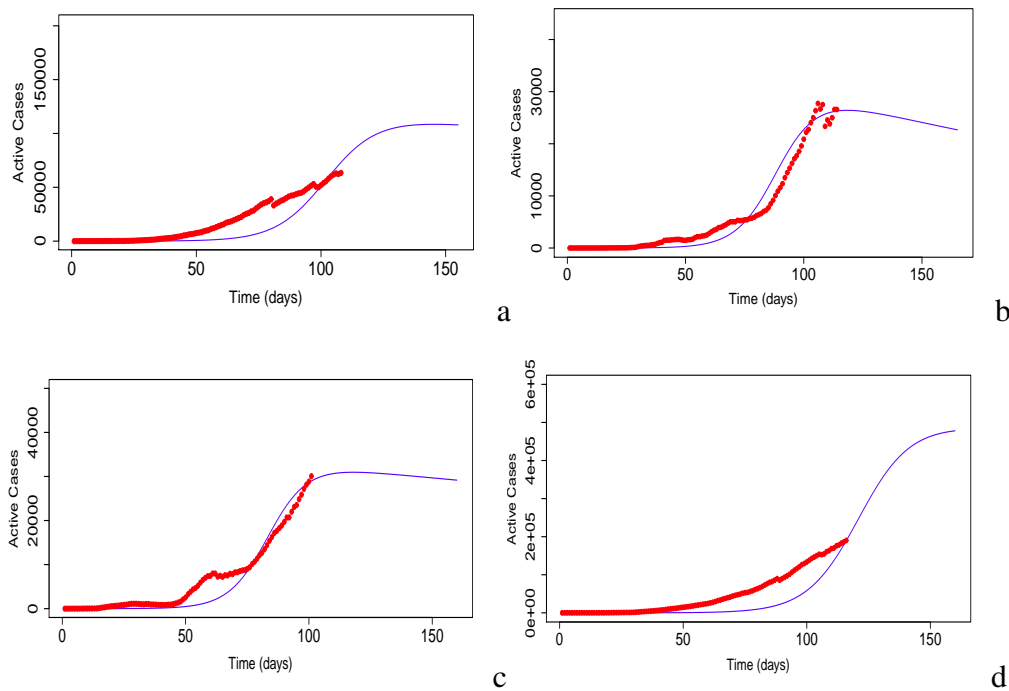 Active Cases
0
50000
150000
0 50 100 150
Time (days)
a
Active Cases
0
10000
30000
0 50 100 150
Time (days)
b
Active Cases
0
20000
40000
0 50 100 150
Time (days)
c
Active Cases
0e+00
2e+05
4e+05
6e+05
0 50 100 150
Time (days)
d